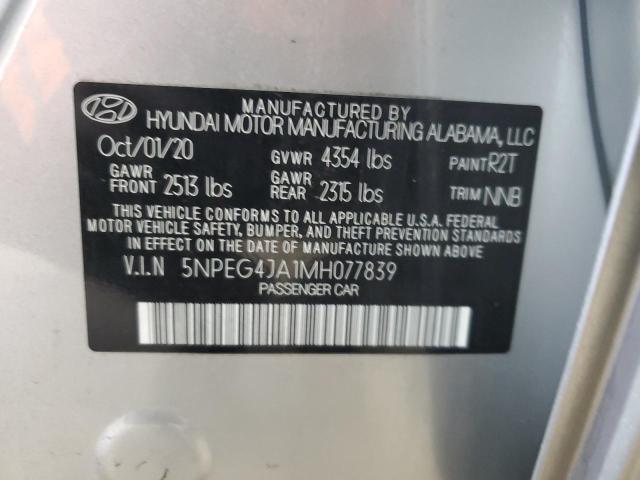 MANUFACTURED BY
HYUNDAI MOTOR MANUFACTURING ALABAMA, LLC
Oct/01/20 GVWR 4354 lbs PAINT R2T
GAWR FRONT 2513 lbs GAWR REAR 2315 lbs TRIM NNB
THIS VEHICLE CONFORMS TO ALL APPLICABLE U.S.A. FEDERAL
MOTOR VEHICLE SAFETY, BUMPER, AND THEFT PREVENTION
STANDARDS IN EFFECT ON THE DATE OF MANUFACTURE SHOWN ABOVE
V.I.N 5NPEG4JA1MH077839
PASSENGER CAR